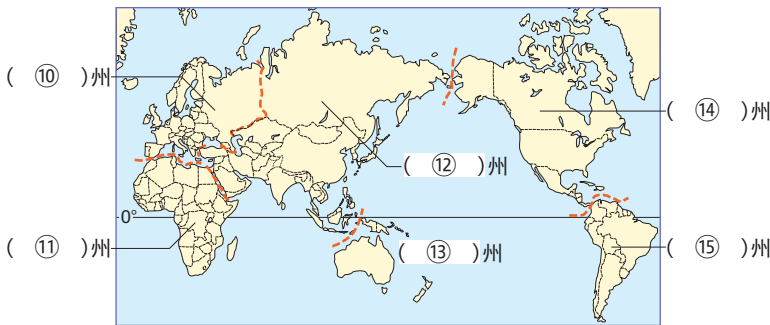 ( ⑩ )州
( ⑭ )州
( ⑫ )州
0°
( ⑪ )州
( ⑬ )州
( ⑮ )州